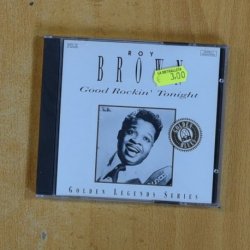 ROY
BROWN
Good Rockin' Tonight
3,00
GOLDEN LEGENDS SERIES